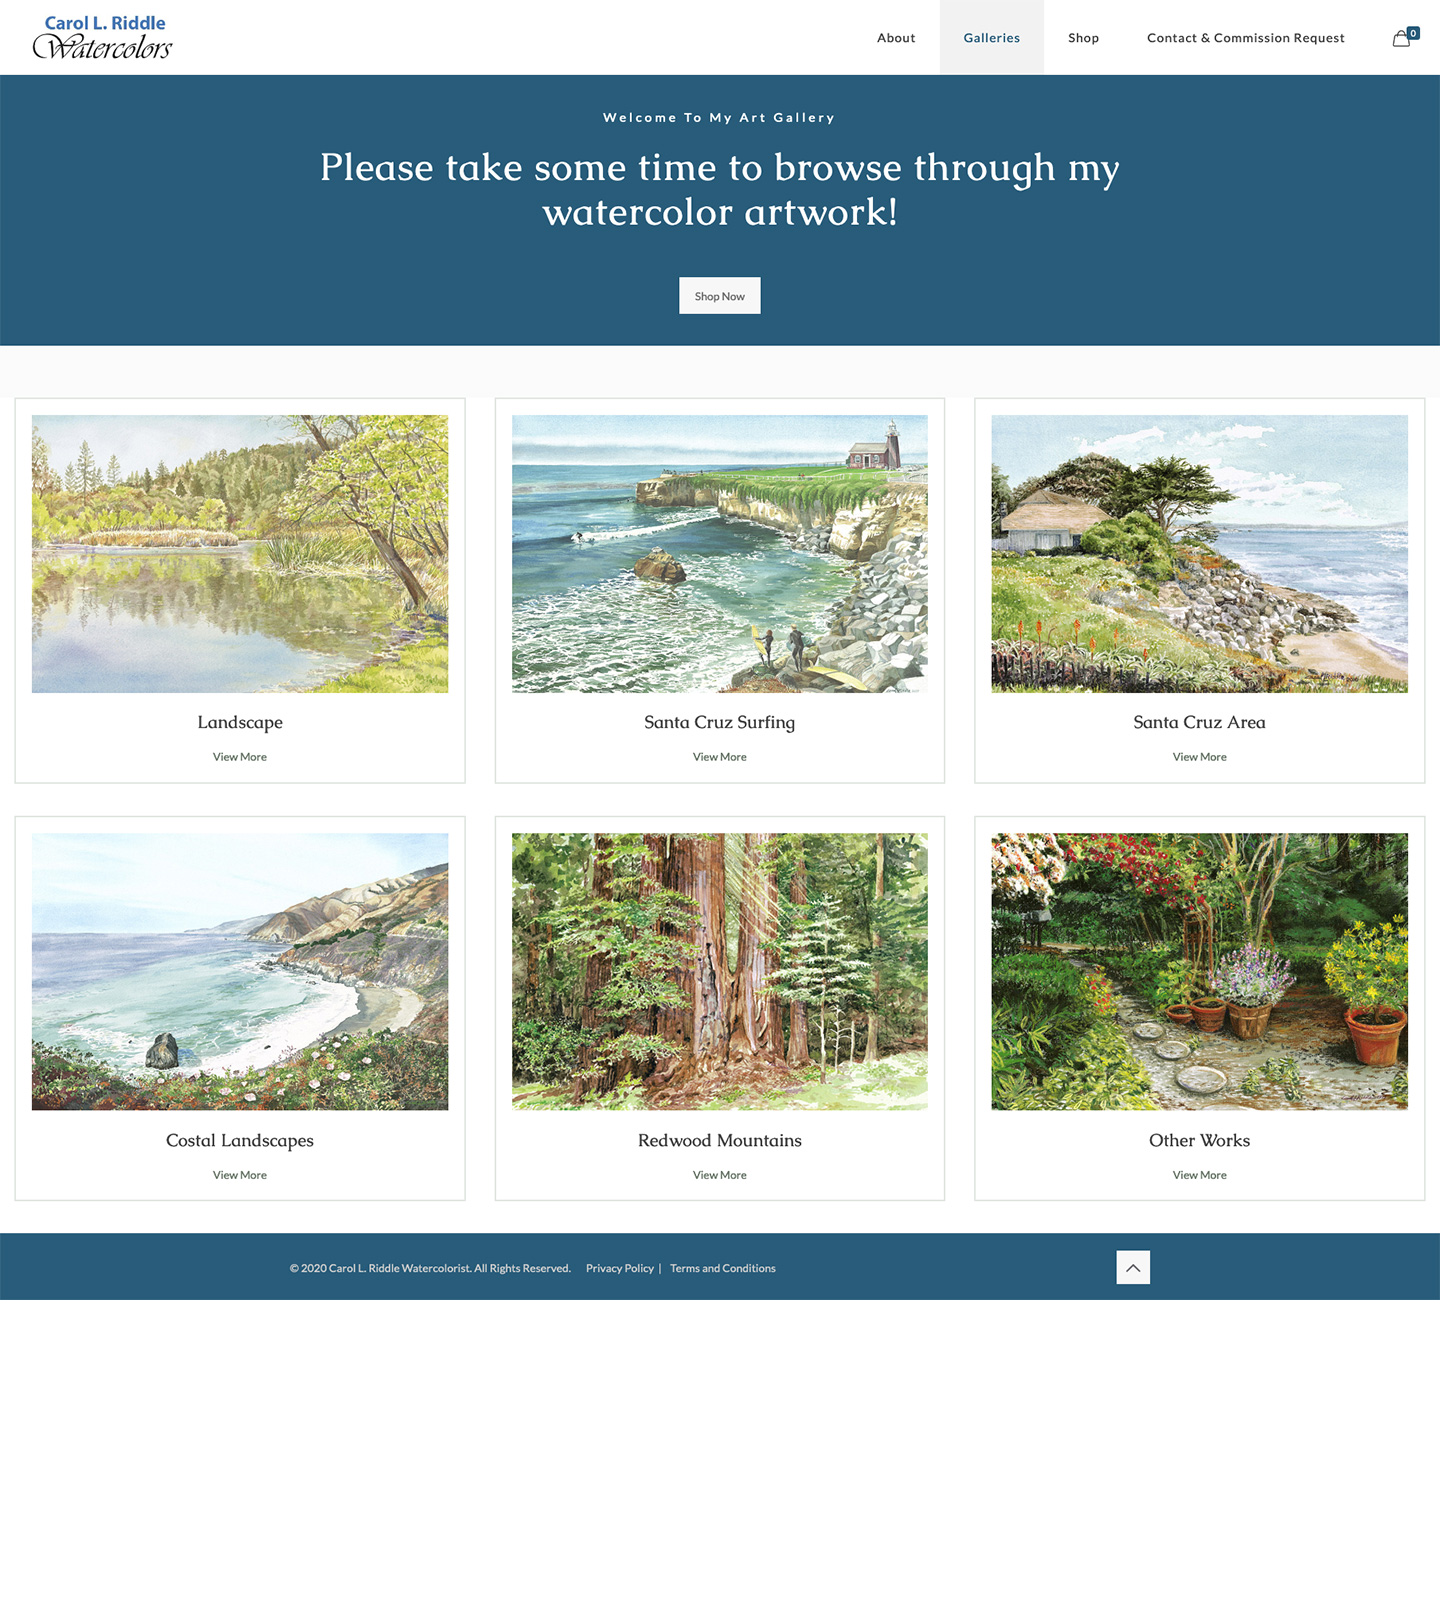 Carol L. Riddle
Watercolors
About
Galleries
Shop
Contact & Commission Request
0
Welcome To My Art Gallery
Please take some time to browse through my
watercolor artwork!
Shop Now
Landscape
View More
Santa Cruz Surfing
View More
Santa Cruz Area
View More
Costal Landscapes
View More
Redwood Mountains
View More
Other Works
View More
© 2020 Carol L. Riddle Watercolorist. All Rights Reserved. Privacy Policy | Terms and Conditions